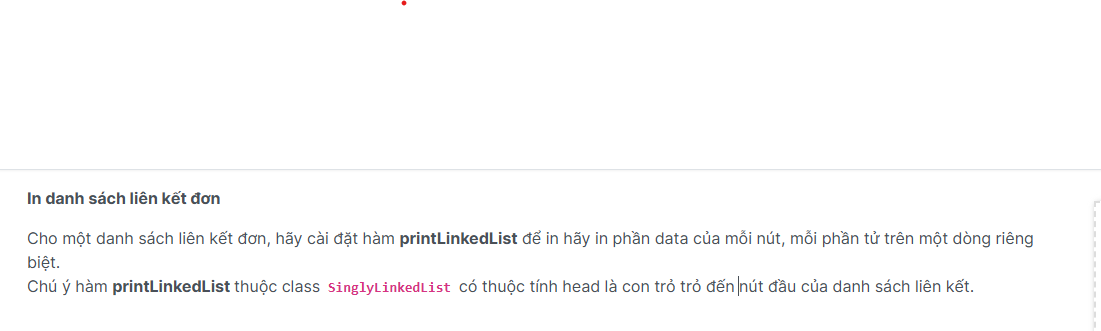 In danh sách liên kết đơn
Cho một danh sách liên kết đơn, hãy cài đặt hàm printLinkedList để in hãy in phần data của mỗi nút, mỗi phần tử trên một dòng riêng
biệt.
Chú ý hàm printLinkedList thuộc class SinglyLinkedList có thuộc tính head là con trỏ trỏ đến nút đầu của danh sách liên kết.